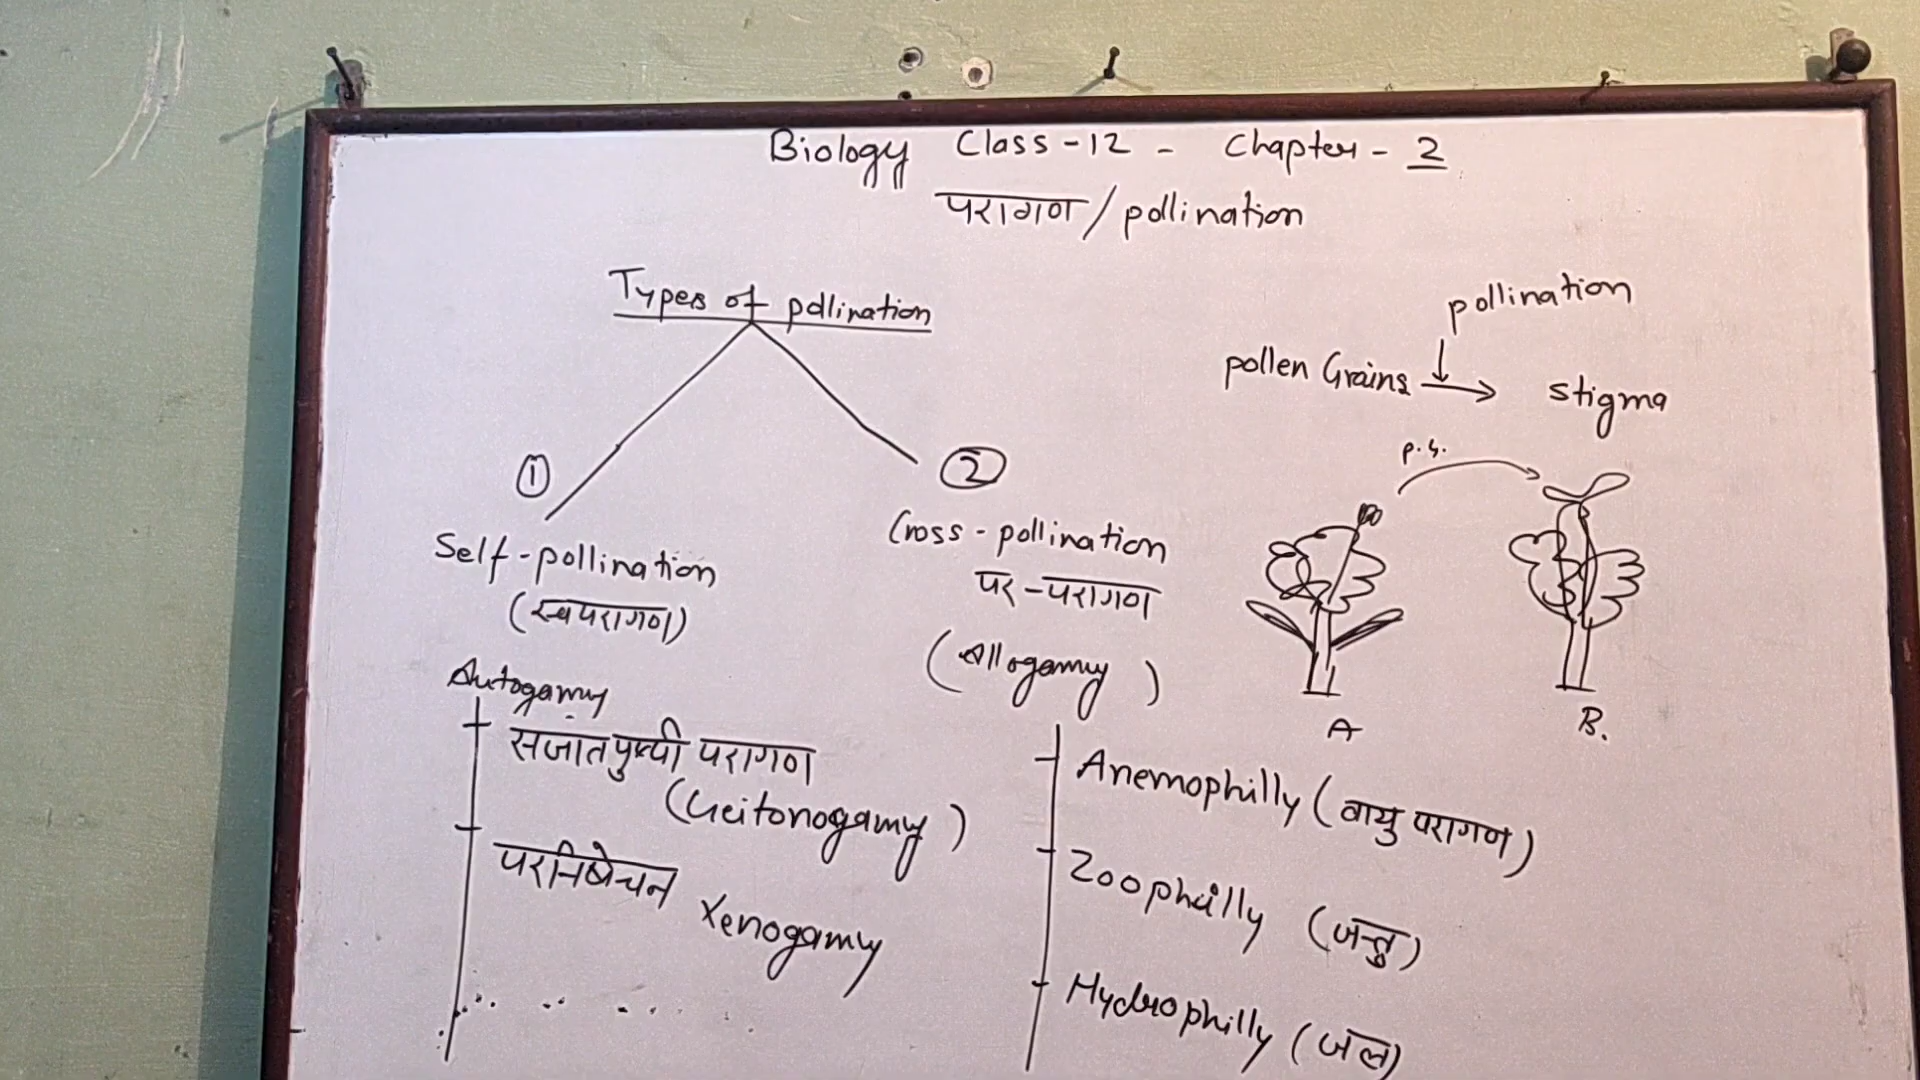 Biology Class-12 - Chapter-2
परागण/pollination
Types of pollination
① ②
Self-pollination
(स्वपरागण)
Autogamy
सजातपुष्पी परागण
(Geitonogamy)
परनिषेचन Xenogamy
Cross-pollination
पर-परागण
(Allogamy)
Anemophilly (वायु परागण)
Zoophilly (जन्तु)
Hydrophilly (जल)
pollination
pollen Grains → stigma
A
B.